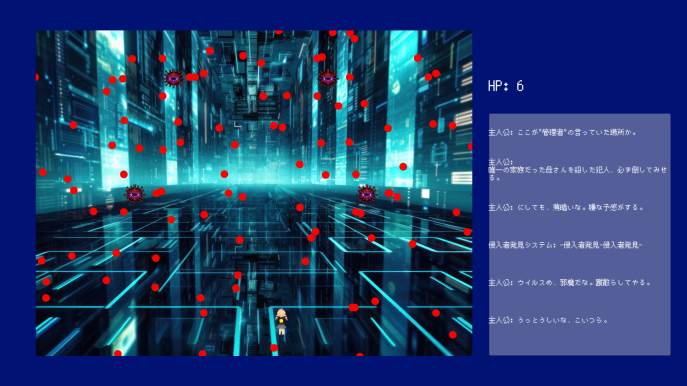 HP: 6
主人公: ここが"管理者"の言っていた場所か。
主人公:
唯一の家族だった母さんを殺した犯人、必ず倒してみせ
る。
主人公: にしても、薄暗いな。嫌な予感がする。
侵入者発見システム: -侵入者発見-侵入者発見-
主人公: ウイルスめ、邪魔だな。蹴散らしてやる。
主人公: うっとうしいな、こいつら。